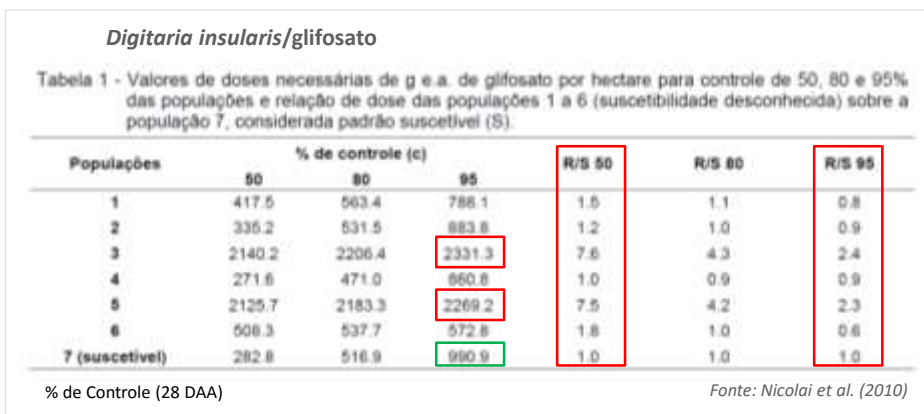 Digitaria insularis/glifosato
Tabela 1 - Valores de doses necessárias de g e.a. de glifosato por hectare para controle de 50, 80 e 95%
das populações e relação de dose das populações 1 a 6 (suscetibilidade desconhecida) sobre a
população 7, considerada padrão suscetível (S).
Populações % de controle (c) R/S 50 R/S 80 R/S 95
50 80 95
1 417.5 563.4 788.1 1.5 1.1 0.8
2 335.2 531.5 883.8 1.2 1.0 0.9
3 2140.2 2206.4 2331.3 7.6 4.3 2.4
4 271.6 471.0 860.8 1.0 0.9 0.9
5 2125.7 2183.3 2269.2 7.5 4.2 2.3
6 508.3 537.7 572.8 1.8 1.0 0.6
7 (suscetível) 282.8 516.9 990.9 1.0 1.0 1.0
% de Controle (28 DAA) Fonte: Nicolai et al. (2010)